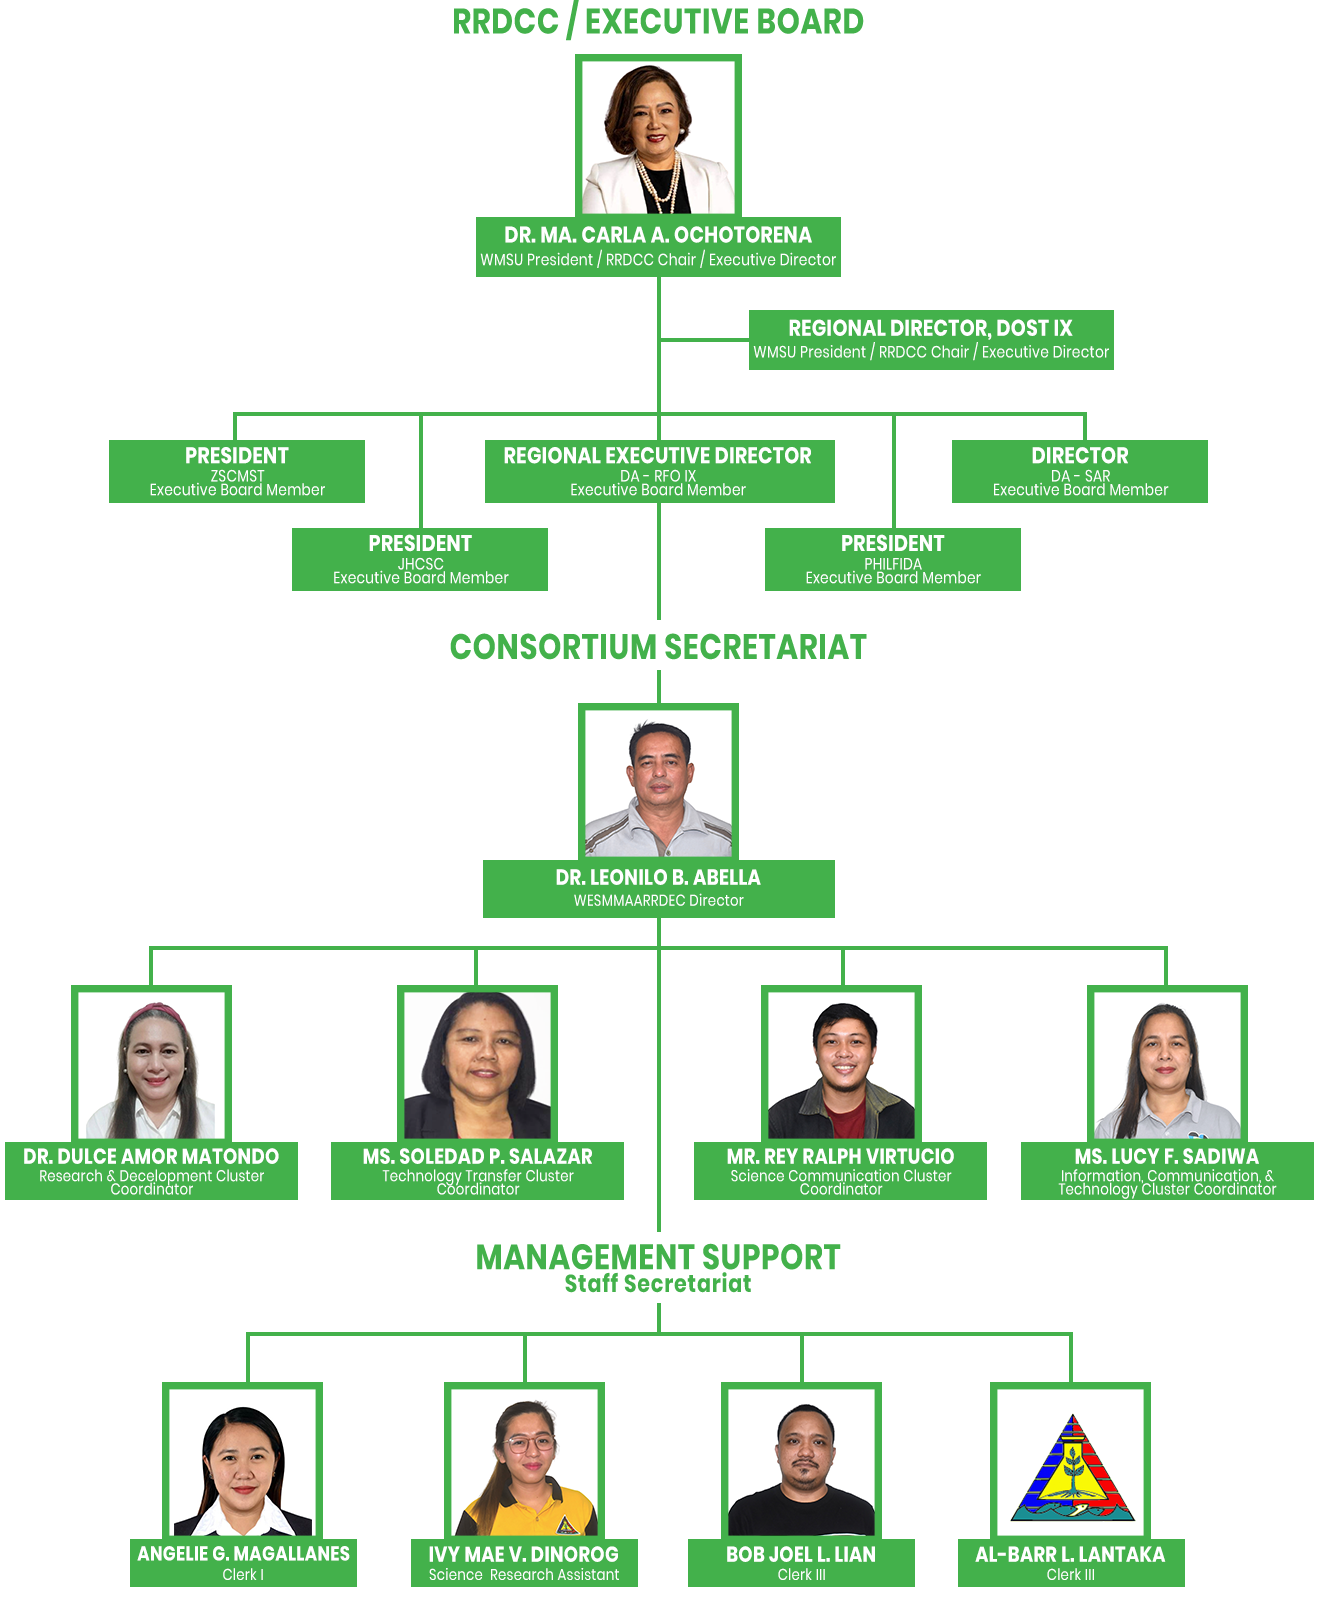 RRDCC / EXECUTIVE BOARD
DR. MA. CARLA A. OCHOTORENA
WMSU President / RRDCC Chair / Executive Director
REGIONAL DIRECTOR, DOST IX
WMSU President / RRDCC Chair / Executive Director
PRESIDENT
ZSCMST
Executive Board Member
REGIONAL EXECUTIVE DIRECTOR
DA - RFO IX
Executive Board Member
DIRECTOR
DA - SAR
Executive Board Member
PRESIDENT
JHCSC
Executive Board Member
PRESIDENT
PHILFIDA
Executive Board Member
CONSORTIUM SECRETARIAT
DR. LEONILO B. ABELLA
WESMMAARRDEC Director
DR. DULCE AMOR MATONDO
Research & Decelopment Cluster
Coordinator
MS. SOLEDAD P. SALAZAR
Technology Transfer Cluster
Coordinator
MR. REY RALPH VIRTUCIO
Science Communication Cluster
Coordinator
MS. LUCY F. SADIWA
Information, Communication, &
Technology Cluster Coordinator
MANAGEMENT SUPPORT
Staff Secretariat
ANGELIE G. MAGALLANES
Clerk I
IVY MAE V. DINOROG
Science Research Assistant
BOB JOEL L. LIAN
Clerk III
AL-BARR L. LANTAKA
Clerk III